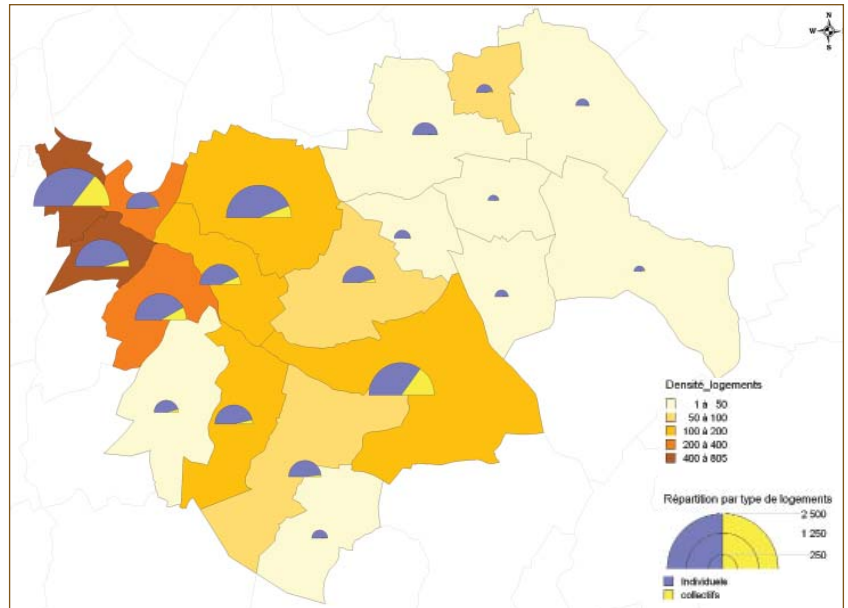 N
W
S
Densité_logements
1 à 50
50 à 100
100 à 200
200 à 400
400 à 605
Répartition par type de logements
2 500
1 250
250
Individuels
collectifs